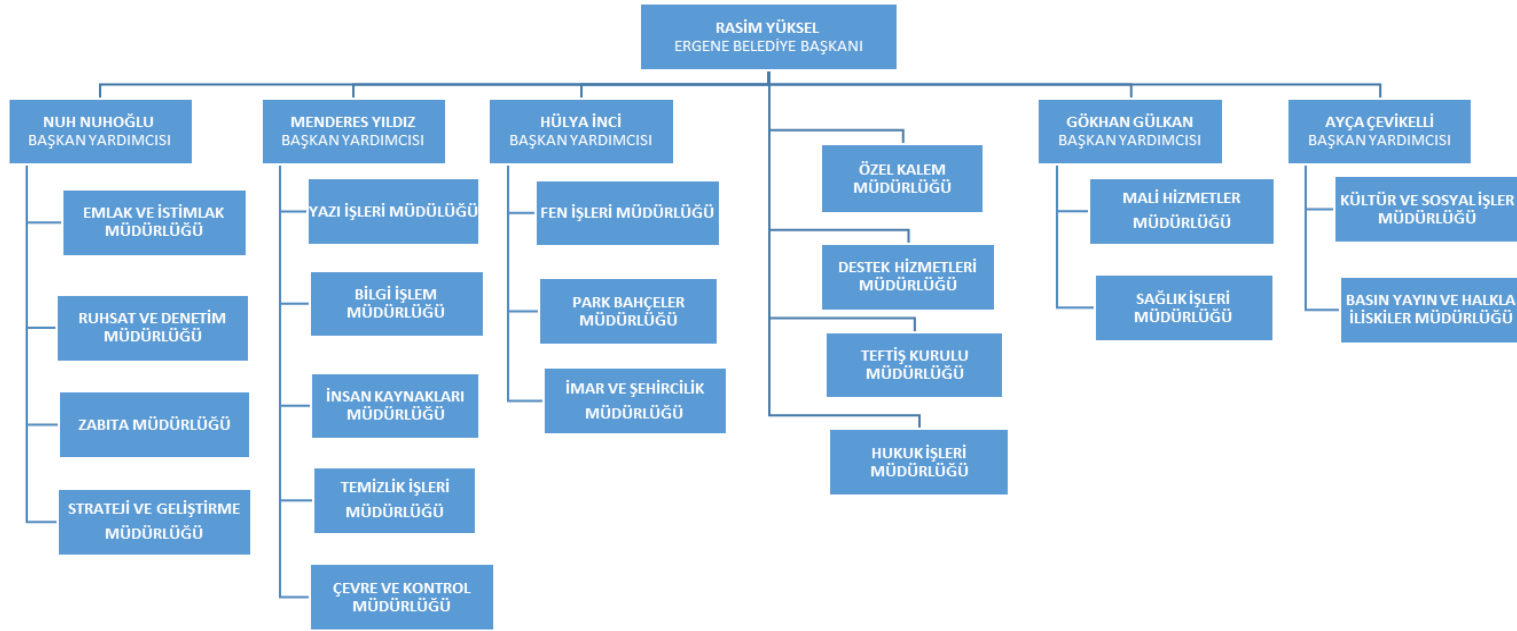 RASİM YÜKSEL
ERGENE BELEDİYE BAŞKANI
NUH NUHOĞLU
BAŞKAN YARDIMCISI
EMLAK VE İSTİMLAK
MÜDÜRLÜĞÜ
RUHSAT VE DENETİM
MÜDÜRLÜĞÜ
ZABITA MÜDÜRLÜĞÜ
STRATEJİ VE GELİŞTİRME
MÜDÜRLÜĞÜ
MENDERES YILDIZ
BAŞKAN YARDIMCISI
YAZI İŞLERİ MÜDÜLÜĞÜ
BİLGİ İŞLEM
MÜDÜRLÜĞÜ
İNSAN KAYNAKLARI
MÜDÜRLÜĞÜ
TEMİZLİK İŞLERİ
MÜDÜRLÜĞÜ
ÇEVRE VE KONTROL
MÜDÜRLÜĞÜ
HÜLYA İNCİ
BAŞKAN YARDIMCISI
FEN İŞLERİ MÜDÜRLÜĞÜ
PARK BAHÇELER
MÜDÜRLÜĞÜ
İMAR VE ŞEHİRCİLİK
MÜDÜRLÜĞÜ
ÖZEL KALEM
MÜDÜRLÜĞÜ
DESTEK HİZMETLERİ
MÜDÜRLÜĞÜ
TEFTİŞ KURULU
MÜDÜRLÜĞÜ
HUKUK İŞLERİ
MÜDÜRLÜĞÜ
GÖKHAN GÜLKAN
BAŞKAN YARDIMCISI
MALİ HİZMETLER
MÜDÜRLÜĞÜ
SAĞLIK İŞLERİ
MÜDÜRLÜĞÜ
AYÇA ÇEVİKELLİ
BAŞKAN YARDIMCISI
KÜLTÜR VE SOSYAL İŞLER
MÜDÜRLÜĞÜ
BASIN YAYIN VE HALKLA
İLİSKİLER MÜDÜRLÜĞÜ